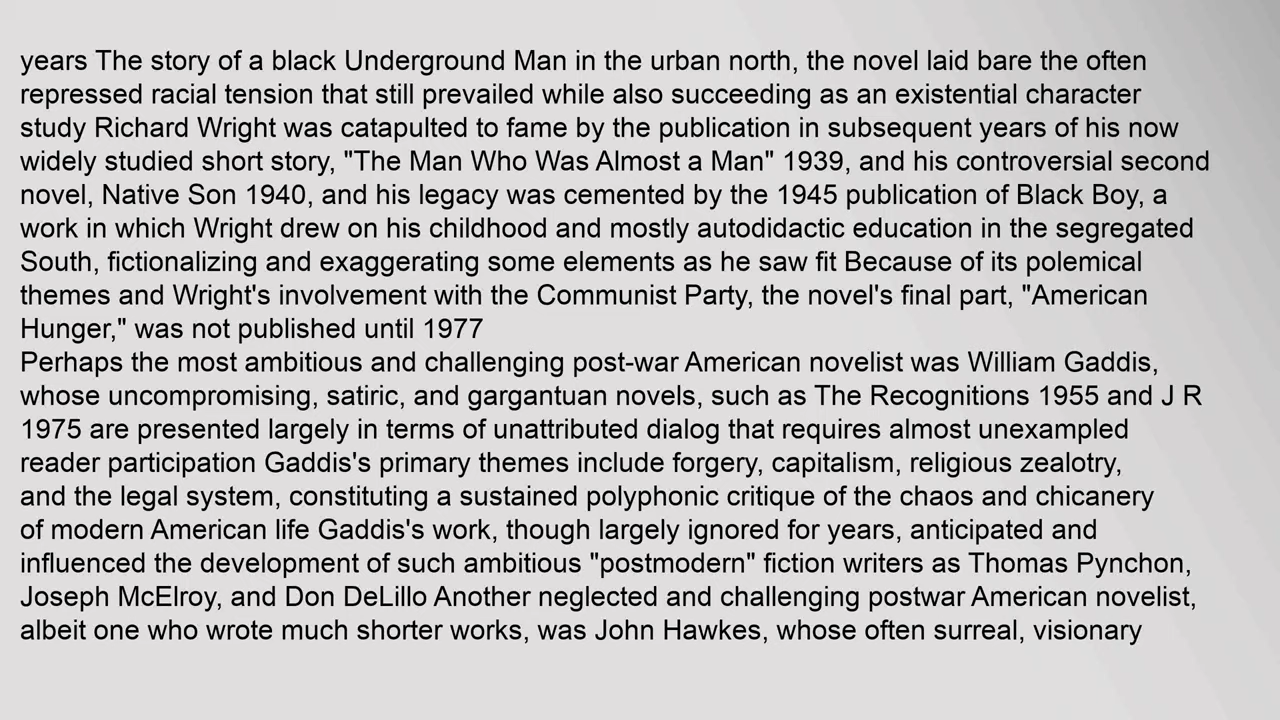 years The story of a black Underground Man in the urban north, the novel laid bare the often
repressed racial tension that still prevailed while also succeeding as an existential character
study Richard Wright was catapulted to fame by the publication in subsequent years of his now
widely studied short story, "The Man Who Was Almost a Man" 1939, and his controversial second
novel, Native Son 1940, and his legacy was cemented by the 1945 publication of Black Boy, a
work in which Wright drew on his childhood and mostly autodidactic education in the segregated
South, fictionalizing and exaggerating some elements as he saw fit Because of its polemical
themes and Wright's involvement with the Communist Party, the novel's final part, "American
Hunger," was not published until 1977
Perhaps the most ambitious and challenging post-war American novelist was William Gaddis,
whose uncompromising, satiric, and gargantuan novels, such as The Recognitions 1955 and J R
1975 are presented largely in terms of unattributed dialog that requires almost unexampled
reader participation Gaddis's primary themes include forgery, capitalism, religious zealotry,
and the legal system, constituting a sustained polyphonic critique of the chaos and chicanery
of modern American life Gaddis's work, though largely ignored for years, anticipated and
influenced the development of such ambitious "postmodern" fiction writers as Thomas Pynchon,
Joseph McElroy, and Don DeLillo Another neglected and challenging postwar American novelist,
albeit one who wrote much shorter works, was John Hawkes, whose often surreal, visionary